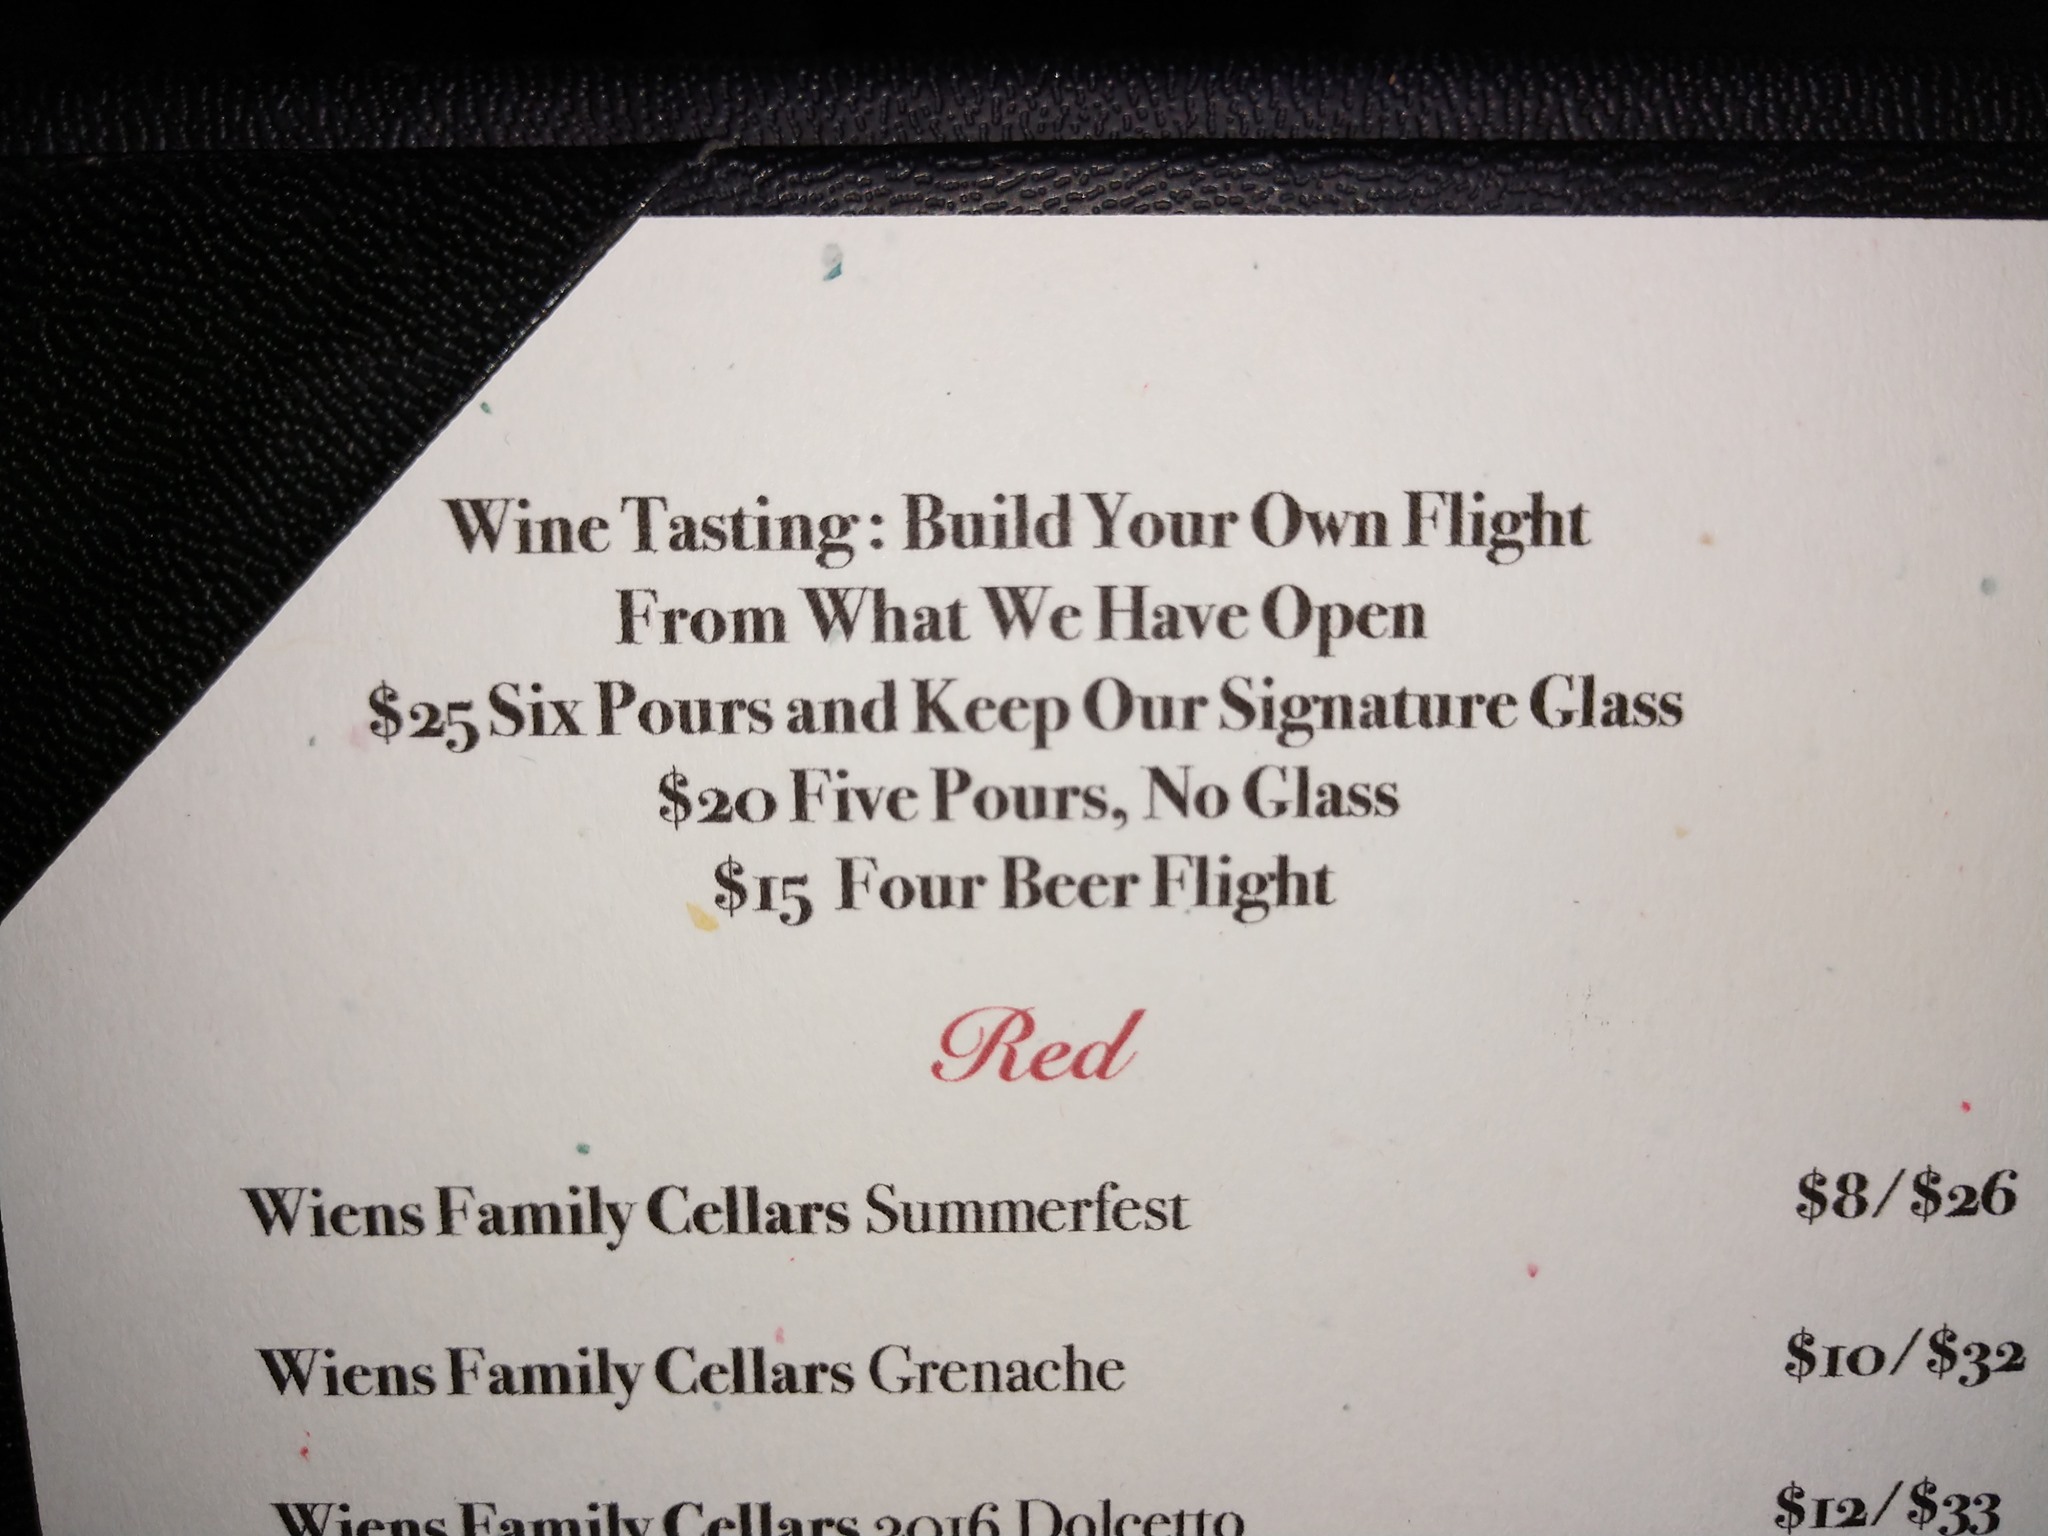 Wine Tasting: Build Your Own Flight
From What We Have Open
$25 Six Pours and Keep Our Signature Glass
$20 Five Pours, No Glass
$15 Four Beer Flight
Red
Wiens Family Cellars Summerfest $8/$26
Wiens Family Cellars Grenache $10/$32
Wiens Family Cellars 2016 Dolcetto $12/$33